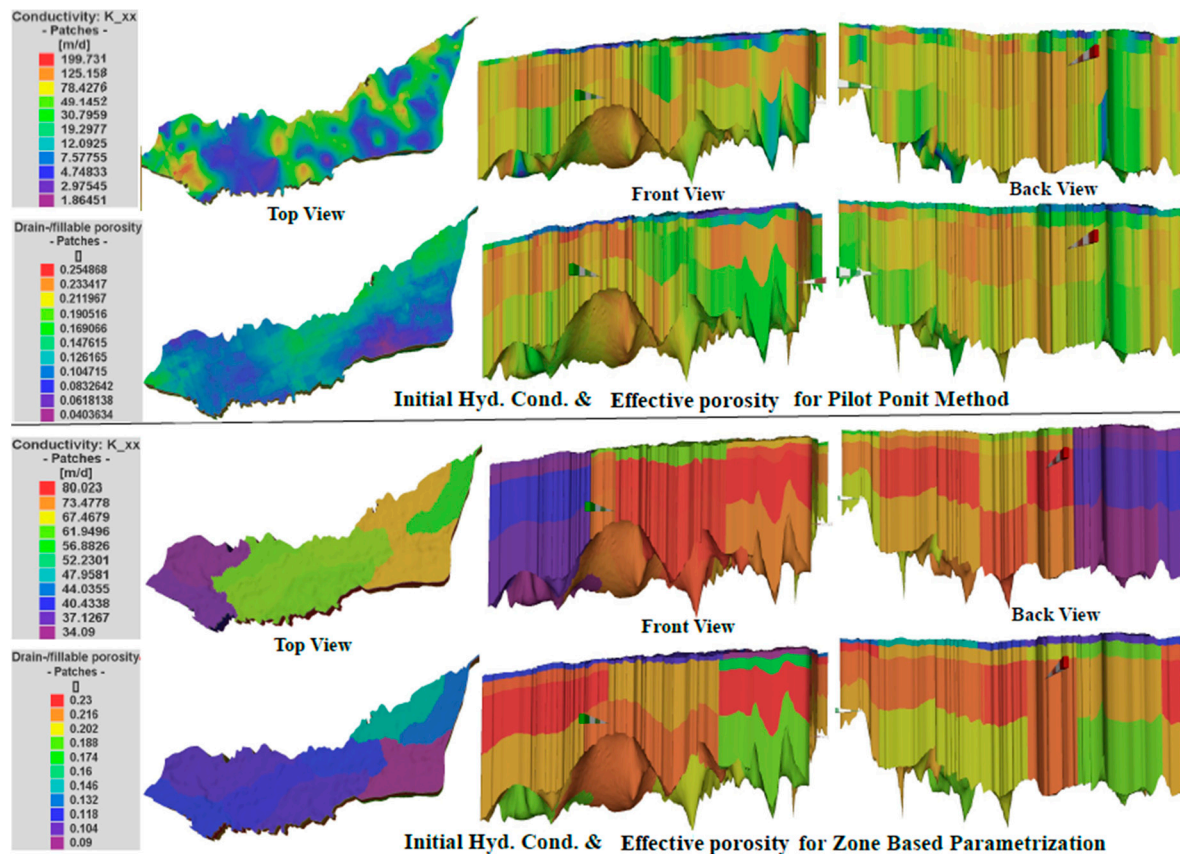 Conductivity: K_xx
- Patches -
[m/d]
199.731
125.158
78.4276
49.1452
30.7959
19.2977
12.0925
7.57755
4.74833
2.97545
1.86451
Top View
Front View
Back View
Drain-/fillable porosity
- Patches -
[]
0.254868
0.233417
0.211967
0.190516
0.169066
0.147615
0.126165
0.104715
0.0832642
0.0618138
0.0403634
Initial Hyd. Cond. & Effective porosity for Pilot Ponit Method
Conductivity: K_xx
- Patches -
[m/d]
80.023
73.4778
67.4679
61.9496
56.8826
52.2301
47.9581
44.0355
40.4338
37.1267
34.09
Top View
Front View
Back View
Drain-/fillable porosity
- Patches -
[]
0.23
0.216
0.202
0.188
0.174
0.16
0.146
0.132
0.118
0.104
0.09
Initial Hyd. Cond. & Effective porosity for Zone Based Parametrization